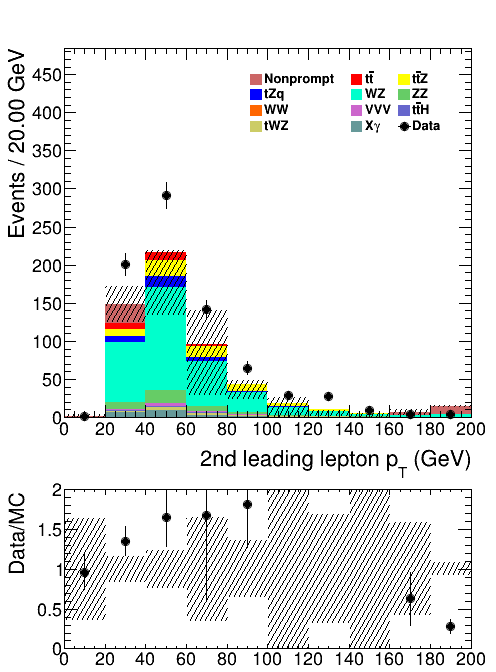 Events / 20.00 GeV
450
400
350
300
250
200
150
100
50
0
Nonprompt tt̄ tt̄Z
tZq WZ ZZ
WW VVV tt̄H
tWZ Xγ Data
0 20 40 60 80 100 120 140 160 180 200
2nd leading lepton p_T (GeV)
Data/MC
2
1.5
1
0.5
0
0 20 40 60 80 100 120 140 160 180 200